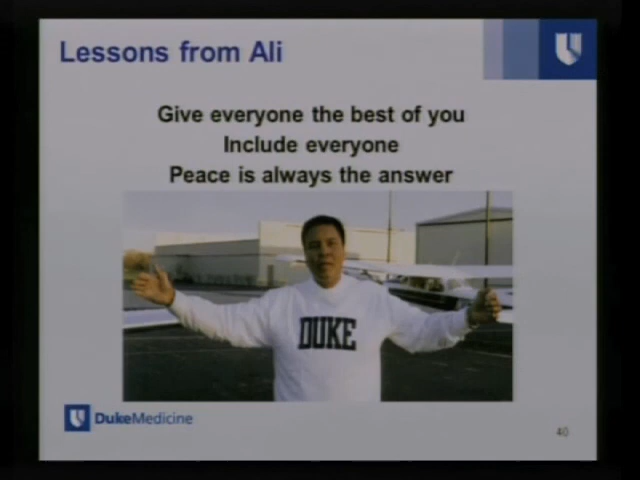 Lessons from Ali
Give everyone the best of you
Include everyone
Peace is always the answer
DUKE
DukeMedicine
40